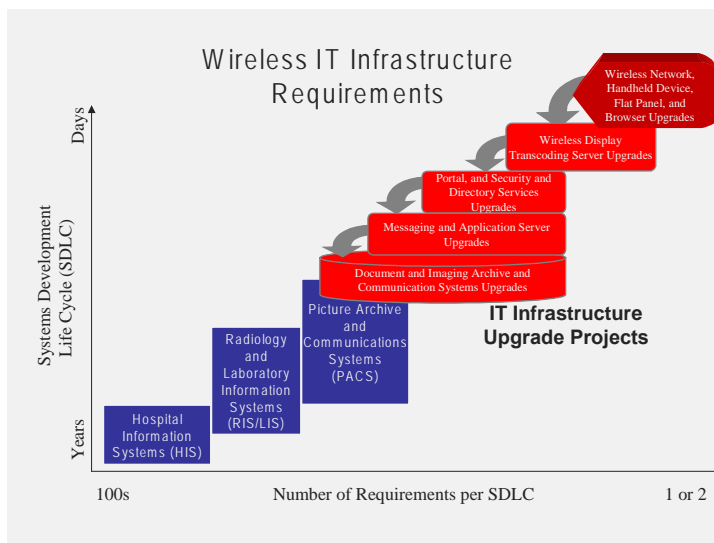 Wireless IT Infrastructure
Requirements
Wireless Network,
Handheld Device,
Flat Panel, and
Browser Upgrades
Wireless Display
Transcoding Server Upgrades
Portal, and Security and
Directory Services
Upgrades
Messaging and Application Server
Upgrades
Document and Imaging Archive and
Communication Systems Upgrades
IT Infrastructure
Upgrade Projects
Picture Archive
and
Communications
Systems
(PACS)
Radiology
and
Laboratory
Information
Systems
(RIS/LIS)
Hospital
Information
Systems (HIS)
Days
Systems Development
Life Cycle (SDLC)
Years
100s
Number of Requirements per SDLC
1 or 2